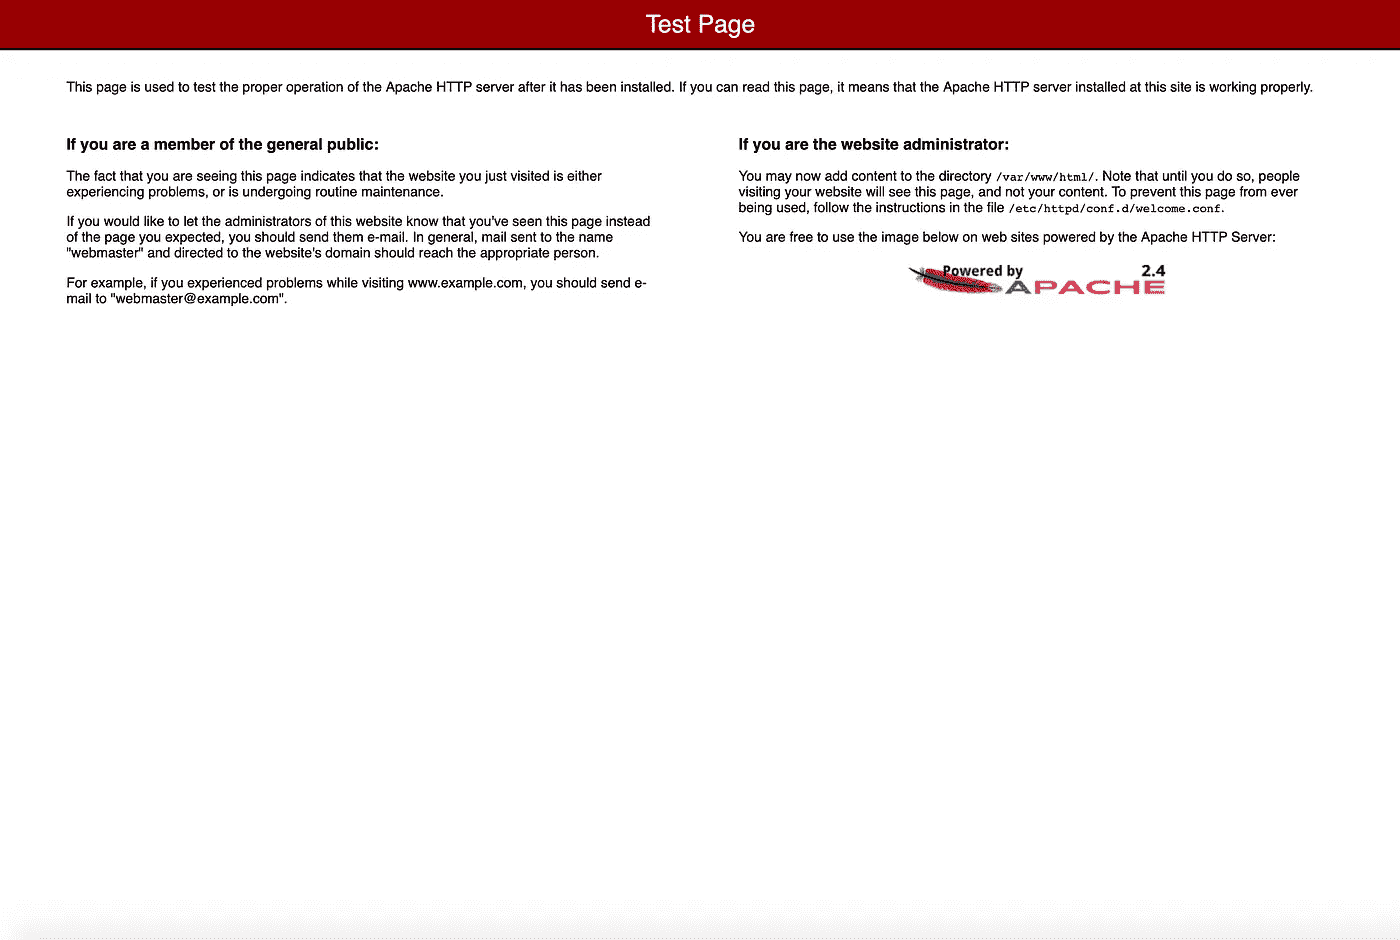 Test Page
This page is used to test the proper operation of the Apache HTTP server after it has been installed. If you can read this page, it means that the Apache HTTP server installed at this site is working properly.
If you are a member of the general public:
The fact that you are seeing this page indicates that the website you just visited is either
experiencing problems, or is undergoing routine maintenance.
If you would like to let the administrators of this website know that you've seen this page instead
of the page you expected, you should send them e-mail. In general, mail sent to the name
"webmaster" and directed to the website's domain should reach the appropriate person.
For example, if you experienced problems while visiting www.example.com, you should send e-
mail to "webmaster@example.com".
If you are the website administrator:
You may now add content to the directory /var/www/html/. Note that until you do so, people
visiting your website will see this page, and not your content. To prevent this page from ever
being used, follow the instructions in the file /etc/httpd/conf.d/welcome.conf.
You are free to use the image below on web sites powered by the Apache HTTP Server:
Powered by 2.4
APACHE